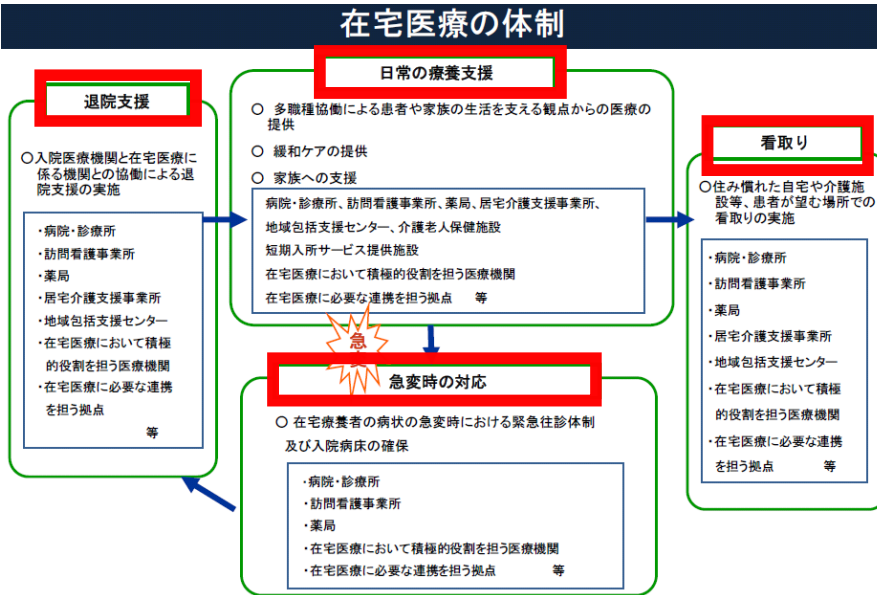 在宅医療の体制
退院支援
○入院医療機関と在宅医療に
係る機関との協働による退
院支援の実施
・病院・診療所
・訪問看護事業所
・薬局
・居宅介護支援事業所
・地域包括支援センター
・在宅医療において積極
的役割を担う医療機関
・在宅医療に必要な連携
を担う拠点
等
日常の療養支援
○ 多職種協働による患者や家族の生活を支える観点からの医療の
提供
○ 緩和ケアの提供
○ 家族への支援
病院・診療所、訪問看護事業所、薬局、居宅介護支援事業所、
地域包括支援センター、介護老人保健施設
短期入所サービス提供施設
在宅医療において積極的役割を担う医療機関
在宅医療に必要な連携を担う拠点 等
急
変
急変時の対応
○ 在宅療養者の病状の急変時における緊急往診体制
及び入院病床の確保
・病院・診療所
・訪問看護事業所
・薬局
・在宅医療において積極的役割を担う医療機関
・在宅医療に必要な連携を担う拠点 等
看取り
○住み慣れた自宅や介護施
設等、患者が望む場所での
看取りの実施
・病院・診療所
・訪問看護事業所
・薬局
・居宅介護支援事業所
・地域包括支援センター
・在宅医療において積極
的役割を担う医療機関
・在宅医療に必要な連携
を担う拠点 等